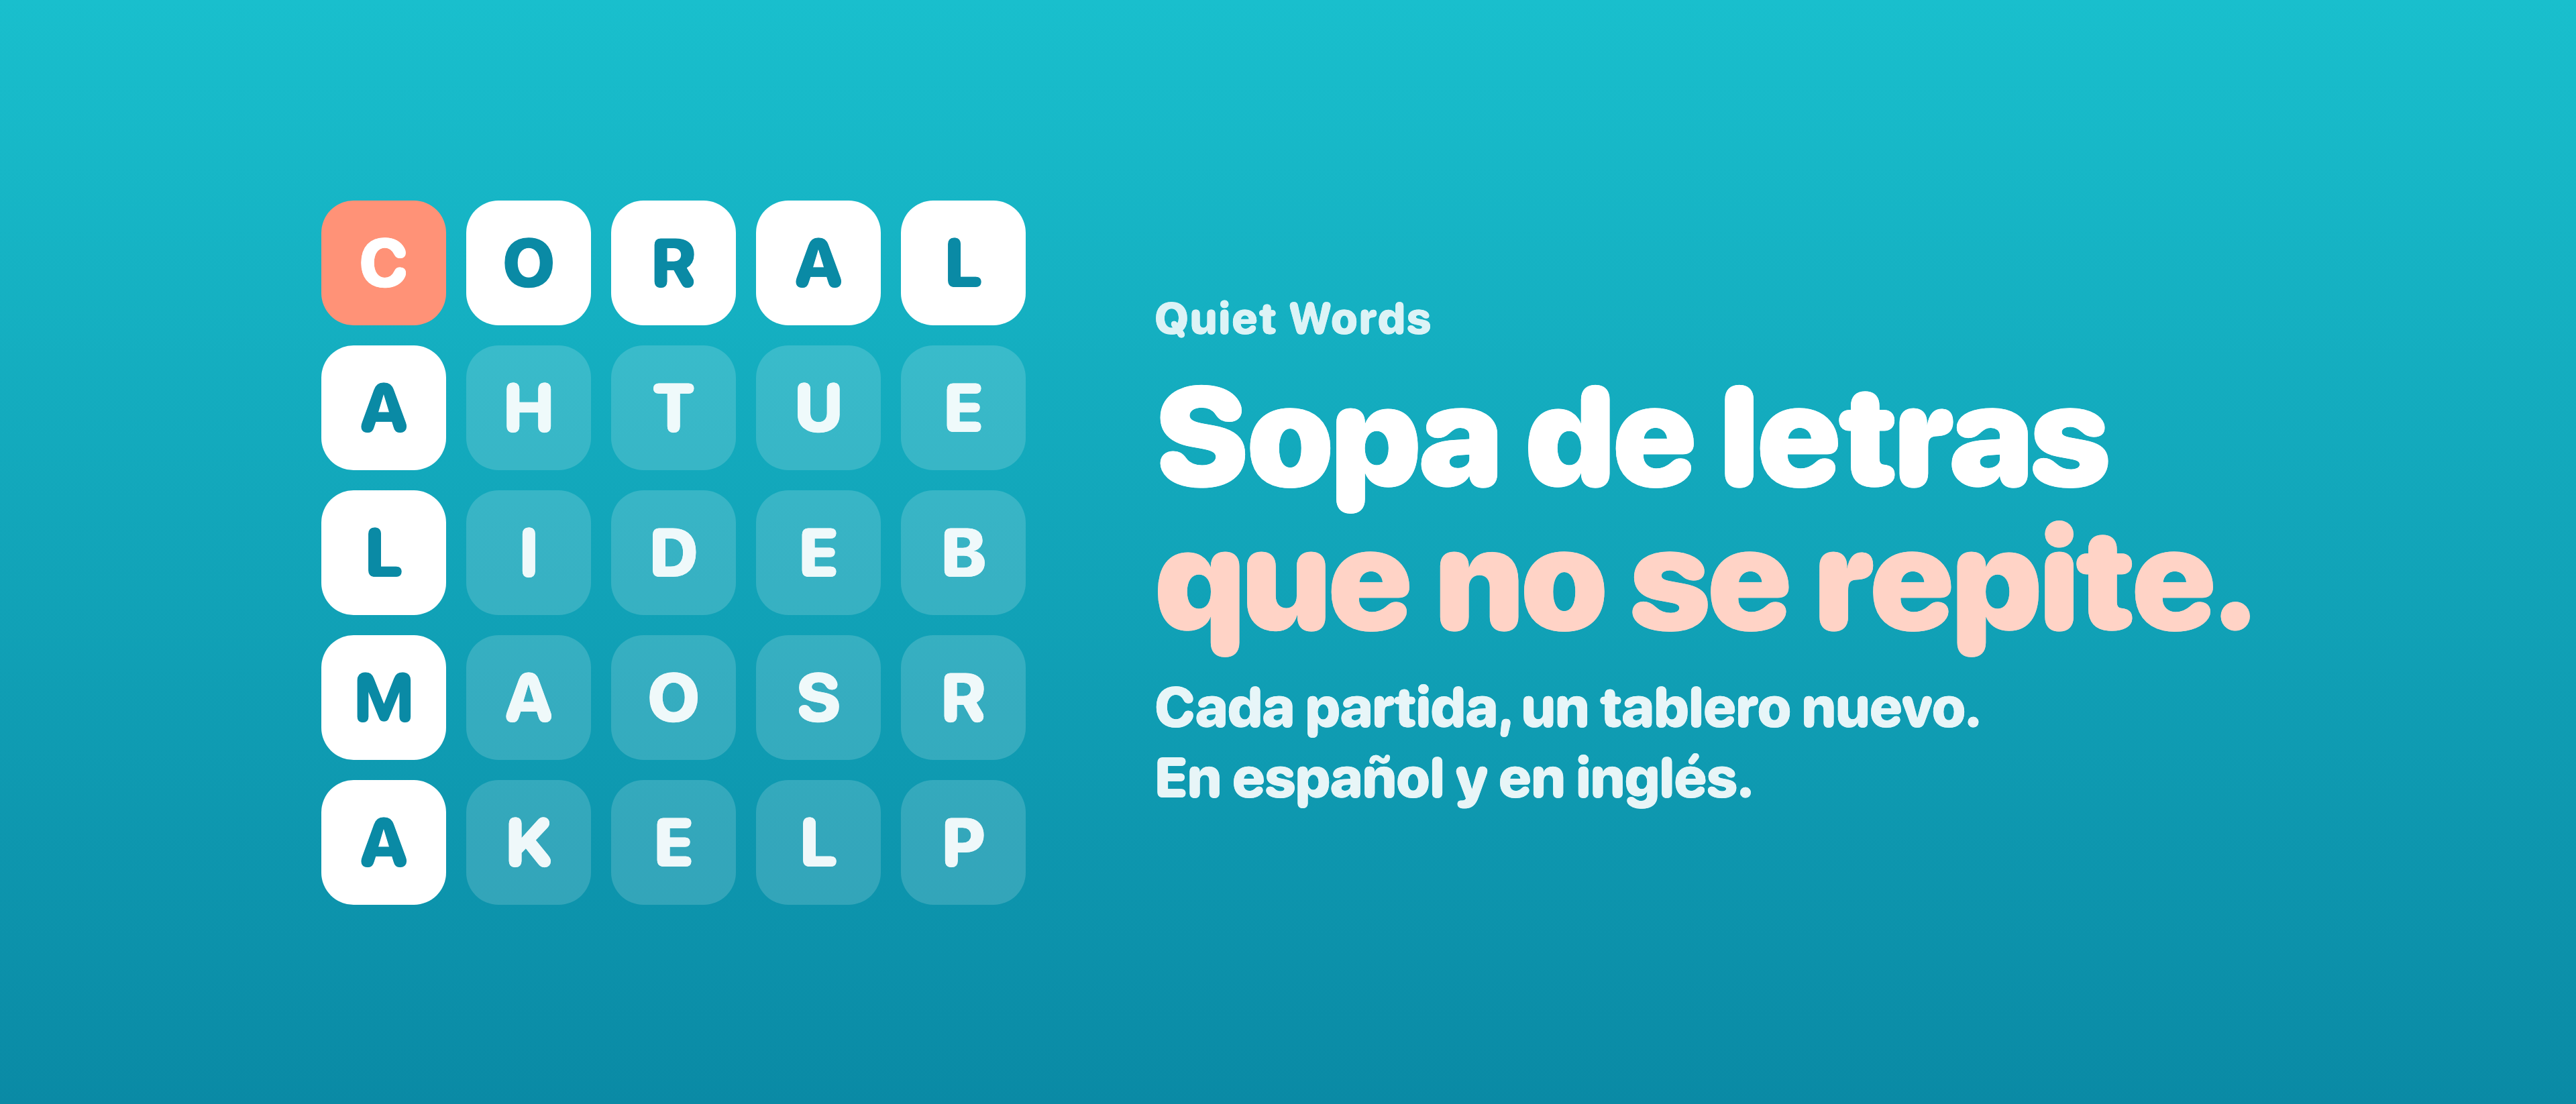 C O R A L
A H T U E
L I D E B
M A O S R
A K E L P
Quiet Words
Sopa de letras
que no se repite.
Cada partida, un tablero nuevo.
En español y en inglés.